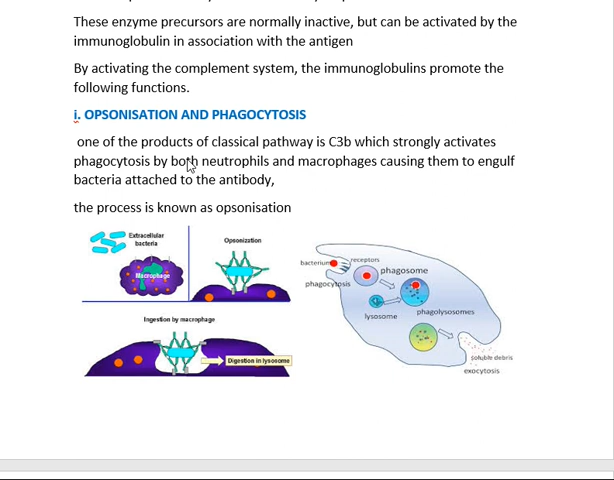 These enzyme precursors are normally inactive, but can be activated by the
immunoglobulin in association with the antigen
By activating the complement system, the immunoglobulins promote the
following functions.
i. OPSONISATION AND PHAGOCYTOSIS
one of the products of classical pathway is C3b which strongly activates
phagocytosis by both neutrophils and macrophages causing them to engulf
bacteria attached to the antibody,
the process is known as opsonisation
Extracellular
bacteria
Macrophage
Opsonization
Ingestion by macrophage
Digestion in lysosome
bacterium
receptors
phagosome
phagocytosis
lysosome
phagolysosomes
soluble debris
exocytosis